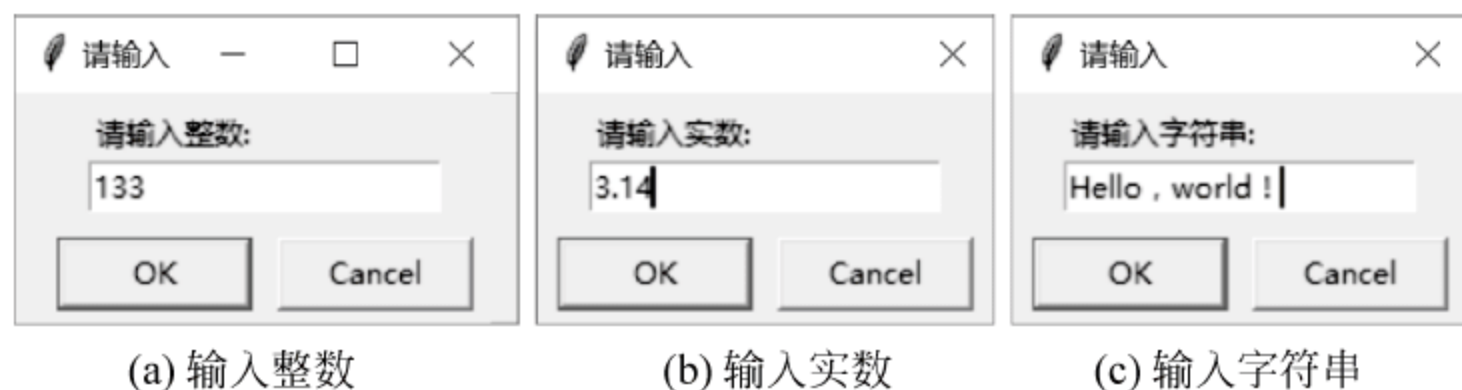 请输入
请输入整数:
133
OK Cancel
(a) 输入整数
请输入
请输入实数:
3.14
OK Cancel
(b) 输入实数
请输入
请输入字符串:
Hello，world！
OK Cancel
(c) 输入字符串